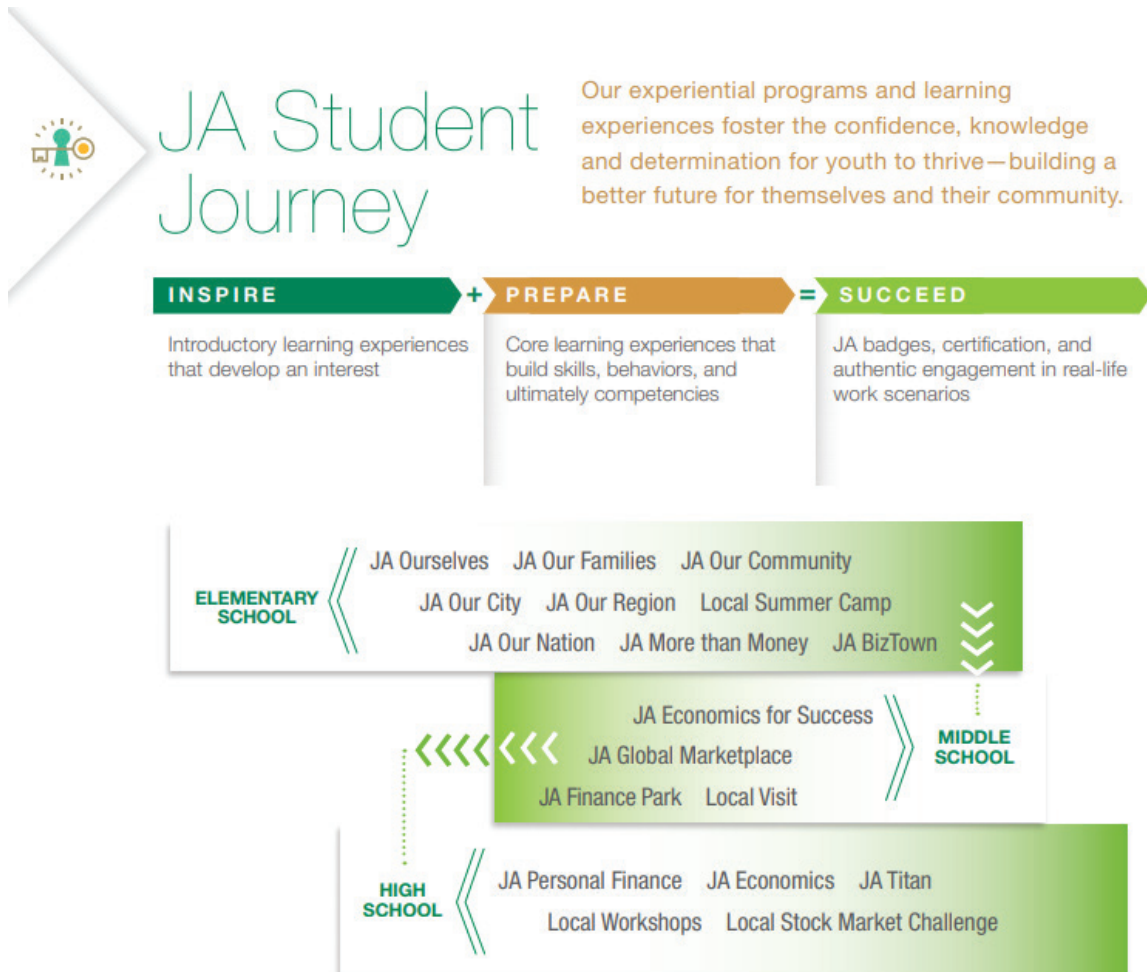 JA Student
Journey
Our experiential programs and learning
experiences foster the confidence, knowledge
and determination for youth to thrive—building a
better future for themselves and their community.
INSPIRE + PREPARE = SUCCEED
Introductory learning experiences
that develop an interest
Core learning experiences that
build skills, behaviors, and
ultimately competencies
JA badges, certification, and
authentic engagement in real-life
work scenarios
ELEMENTARY
SCHOOL
JA Ourselves JA Our Families JA Our Community
JA Our City JA Our Region Local Summer Camp
JA Our Nation JA More than Money JA BizTown
JA Economics for Success
JA Global Marketplace
JA Finance Park Local Visit
MIDDLE
SCHOOL
HIGH
SCHOOL
JA Personal Finance JA Economics JA Titan
Local Workshops Local Stock Market Challenge